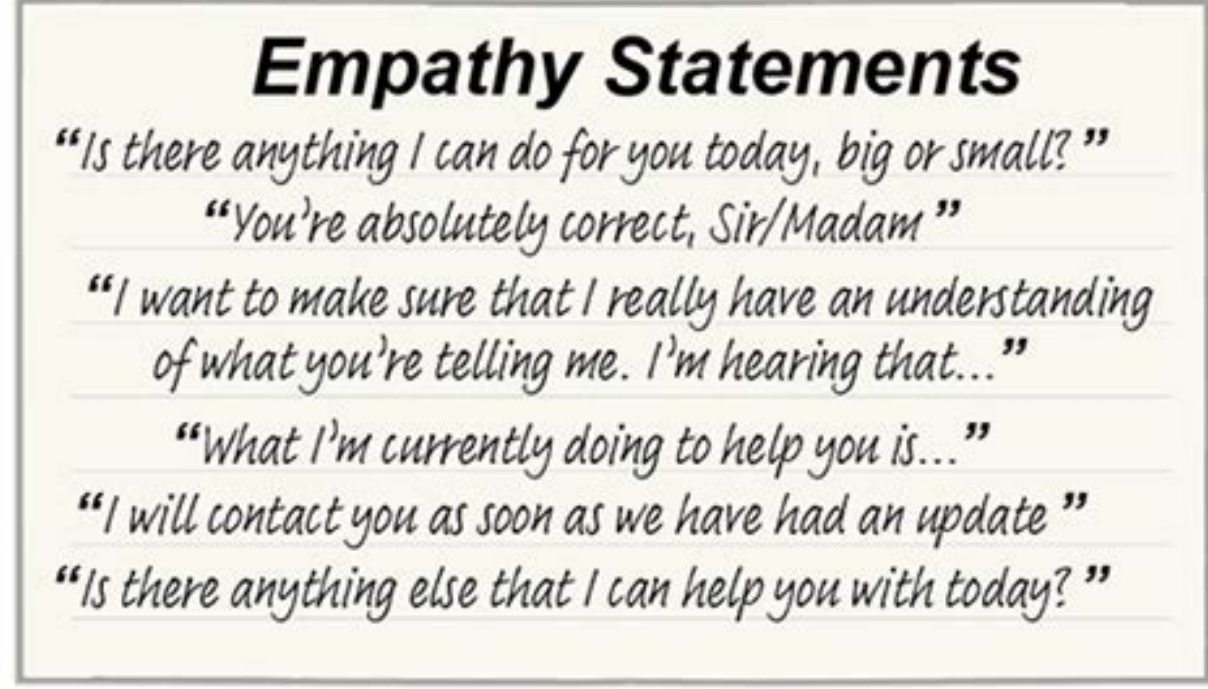 Empathy Statements
“Is there anything I can do for you today, big or small? ”
“You’re absolutely correct, Sir/Madam ”
“I want to make sure that I really have an understanding
of what you’re telling me. I’m hearing that...”
“What I’m currently doing to help you is...”
“I will contact you as soon as we have had an update ”
“Is there anything else that I can help you with today? ”